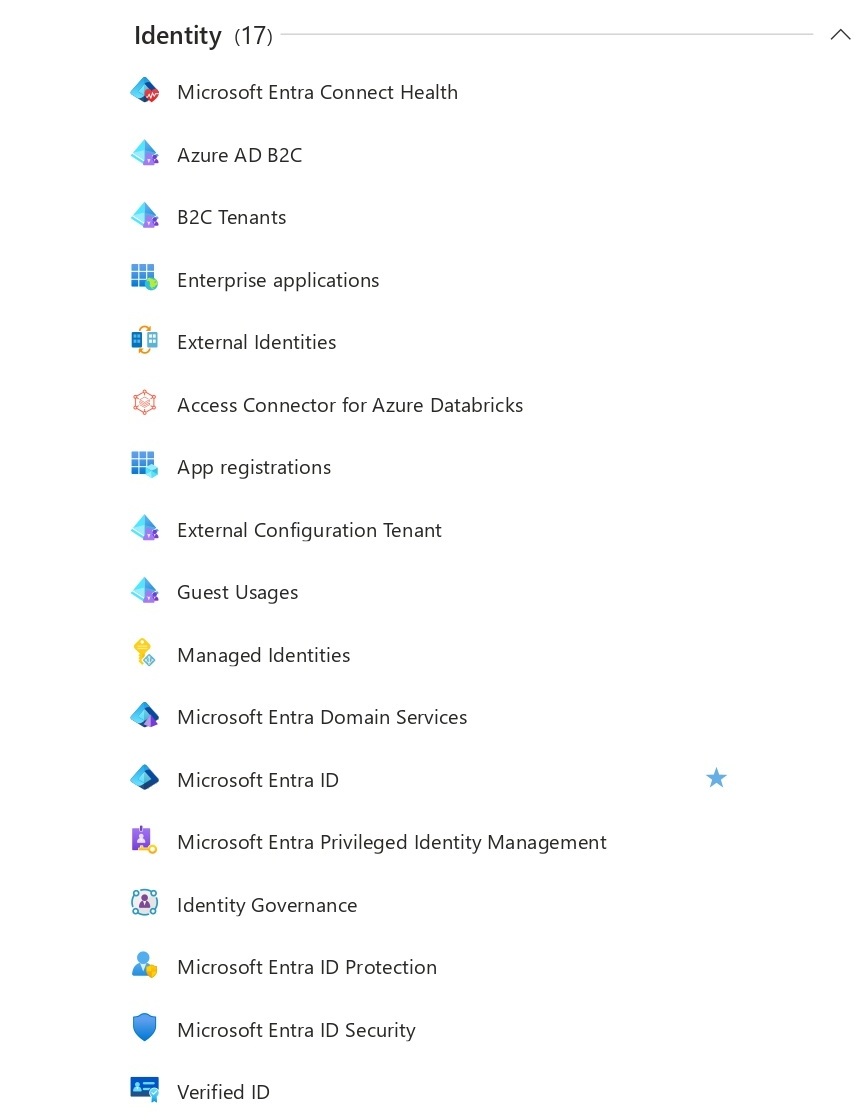 Identity (17)
Microsoft Entra Connect Health
Azure AD B2C
B2C Tenants
Enterprise applications
External Identities
Access Connector for Azure Databricks
App registrations
External Configuration Tenant
Guest Usages
Managed Identities
Microsoft Entra Domain Services
Microsoft Entra ID
Microsoft Entra Privileged Identity Management
Identity Governance
Microsoft Entra ID Protection
Microsoft Entra ID Security
Verified ID